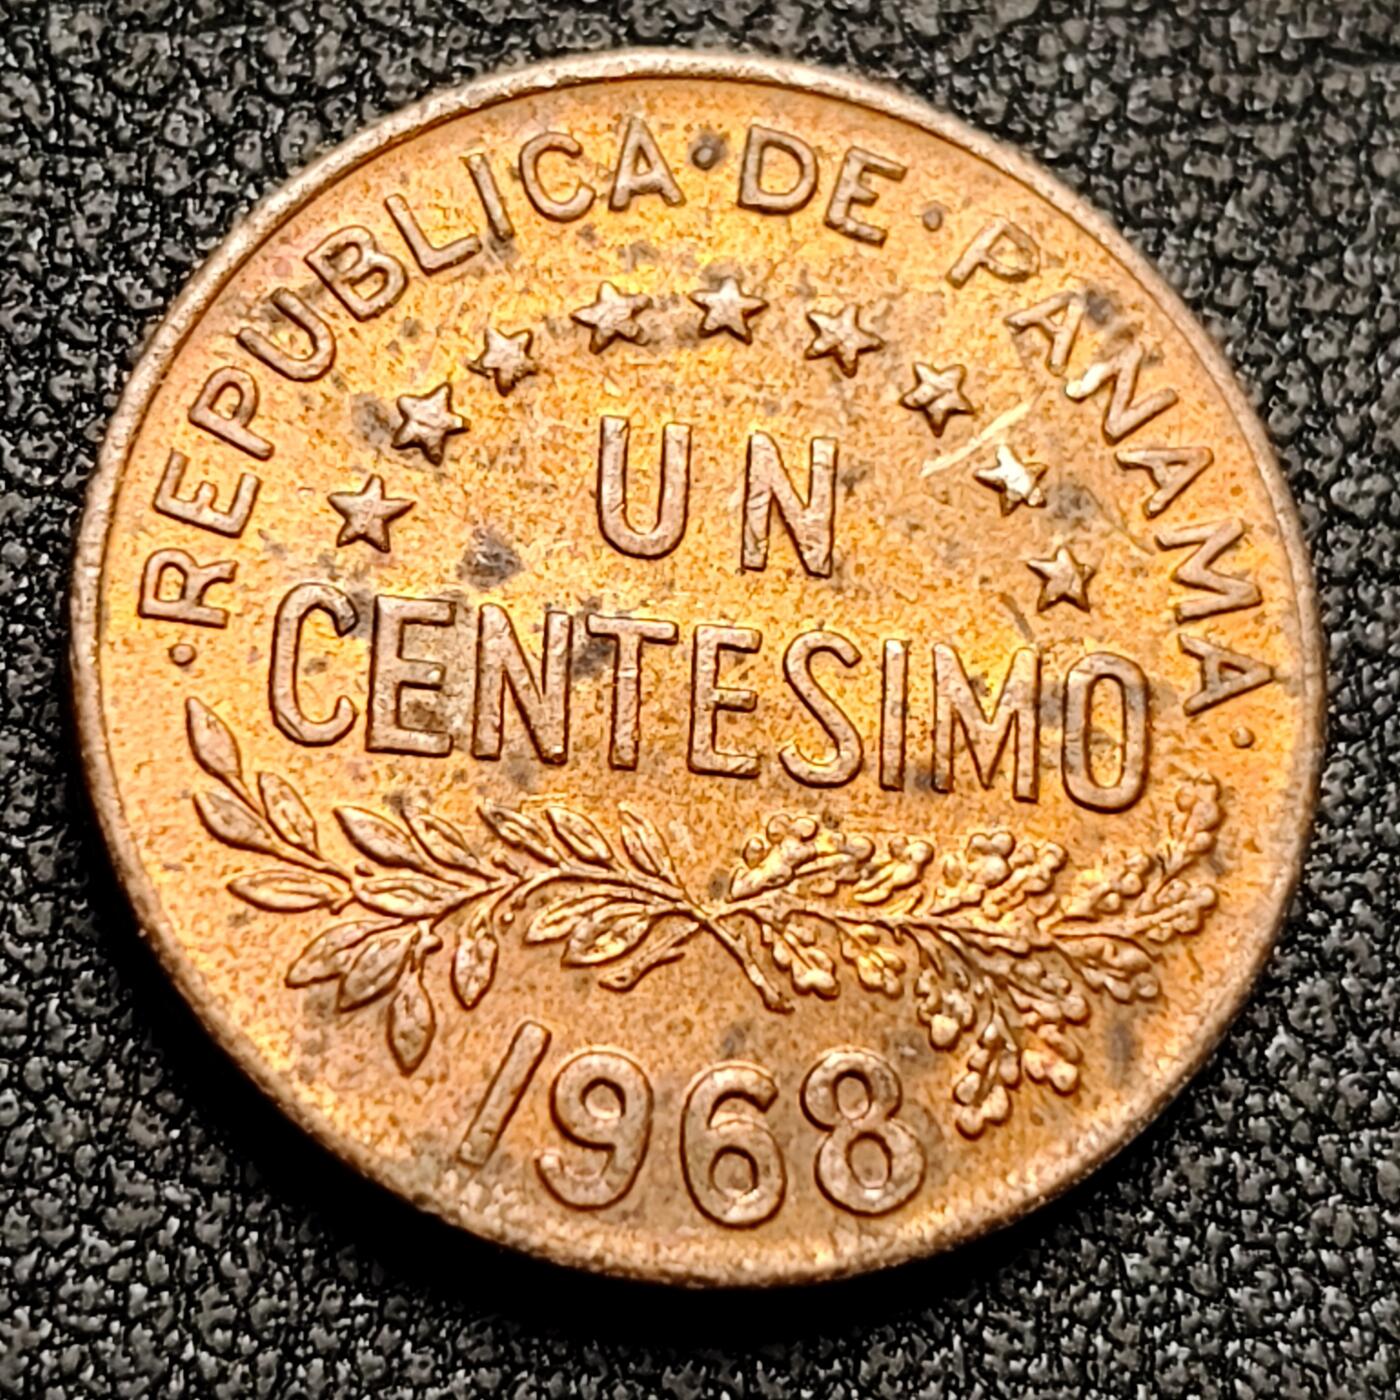 ·REPUBLICA·DE·PANAMA·
UN
CENTESIMO
1968